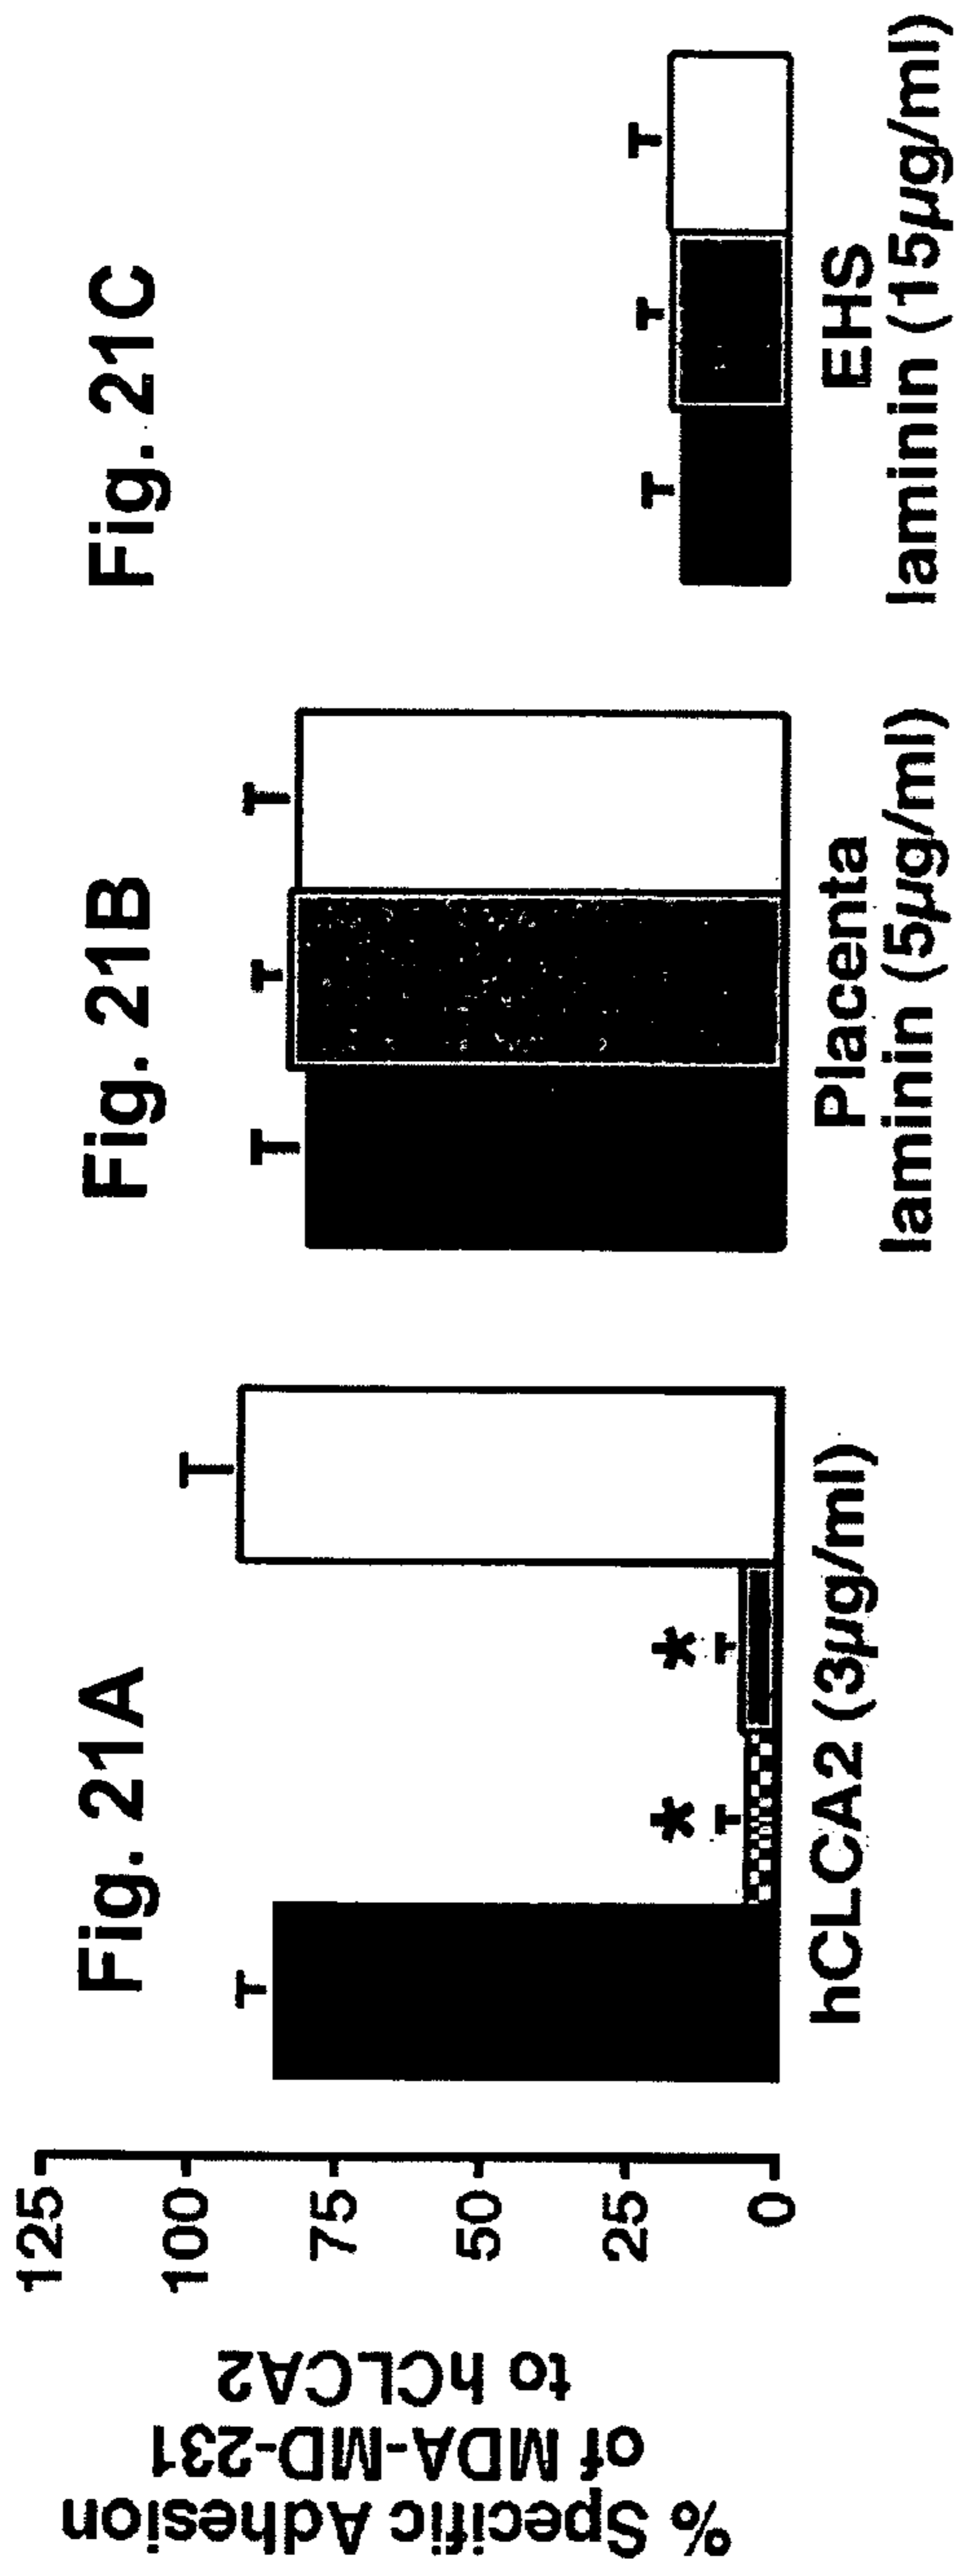 Fig. 21A
Fig. 21B
Fig. 21C
% Specific Adhesion
of MDA-MD-231
to hCLCA2
125
100
75
50
25
0
*
*
hCLCA2 (3µg/ml)
Placenta
laminin (5µg/ml)
EHS
laminin (15µg/ml)